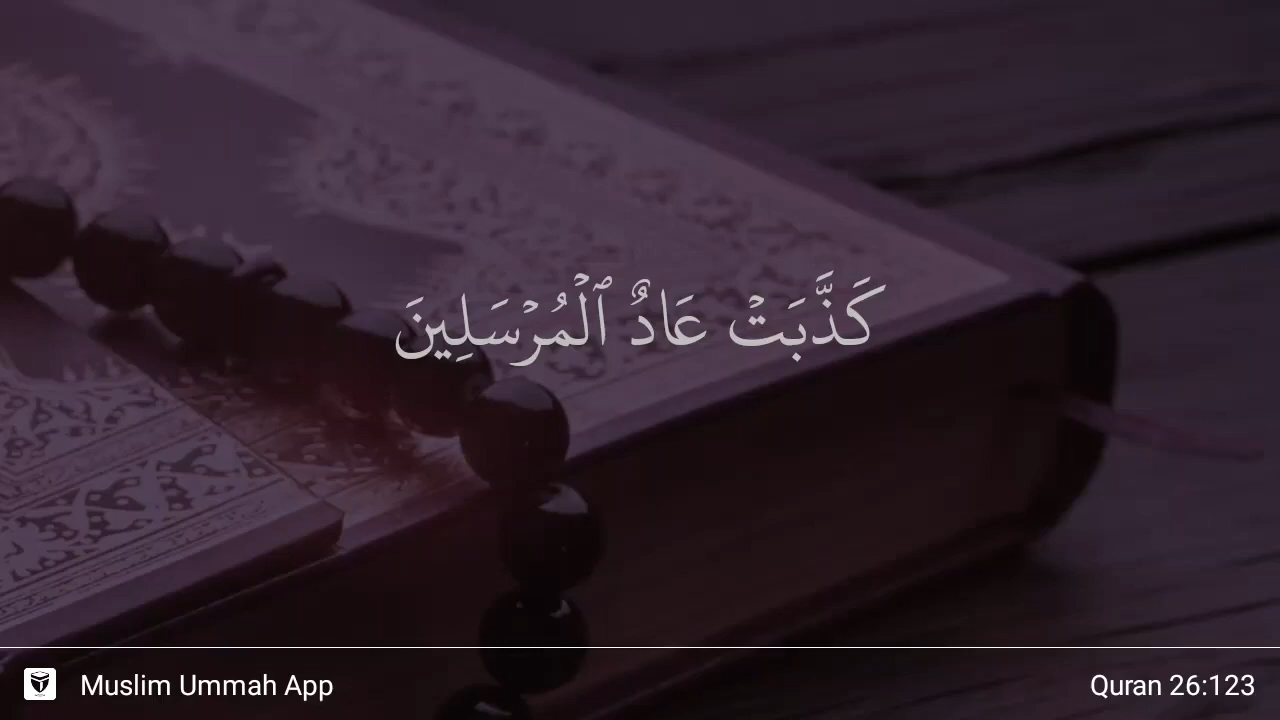 كَذَّبَتْ عَادٌ ٱلْمُرْسَلِينَ
Muslim Ummah App
Quran 26:123